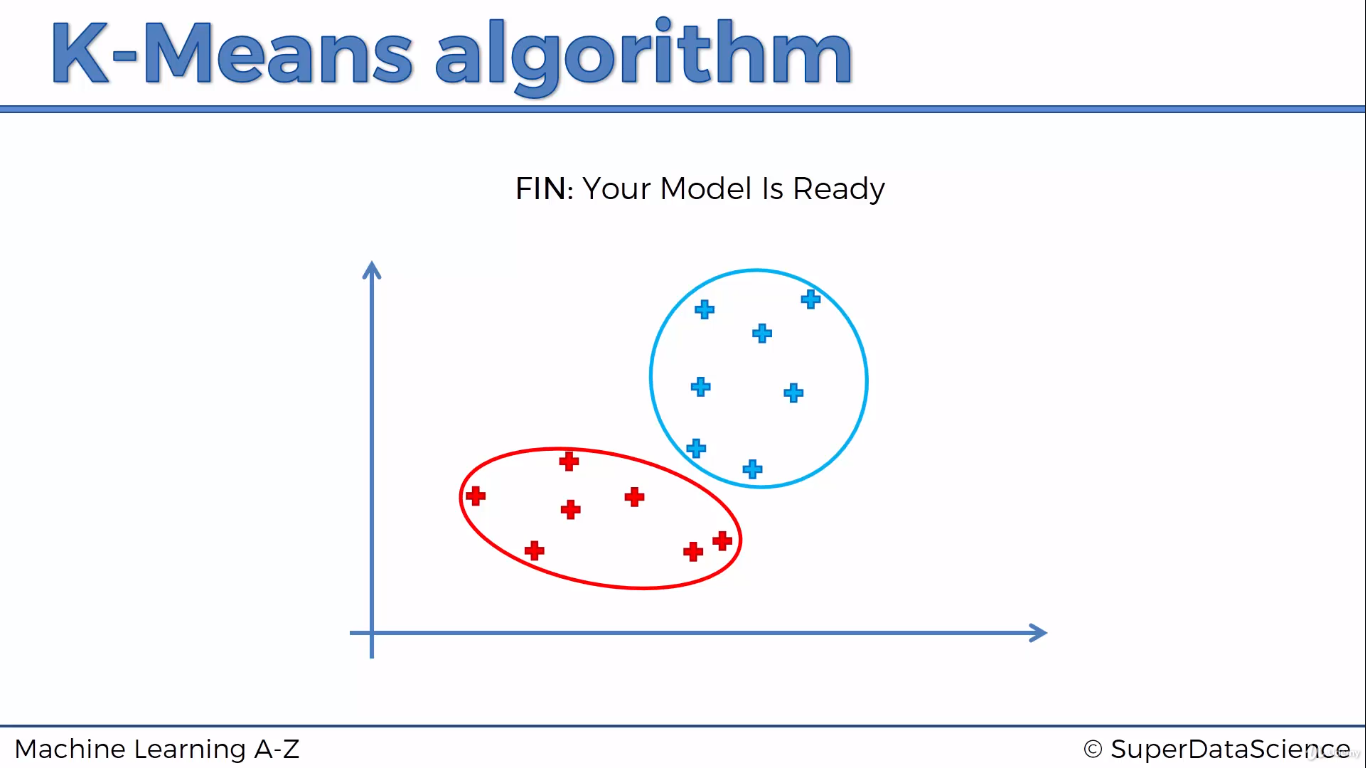 K-Means algorithm
FIN: Your Model Is Ready
Machine Learning A-Z
© SuperDataScience